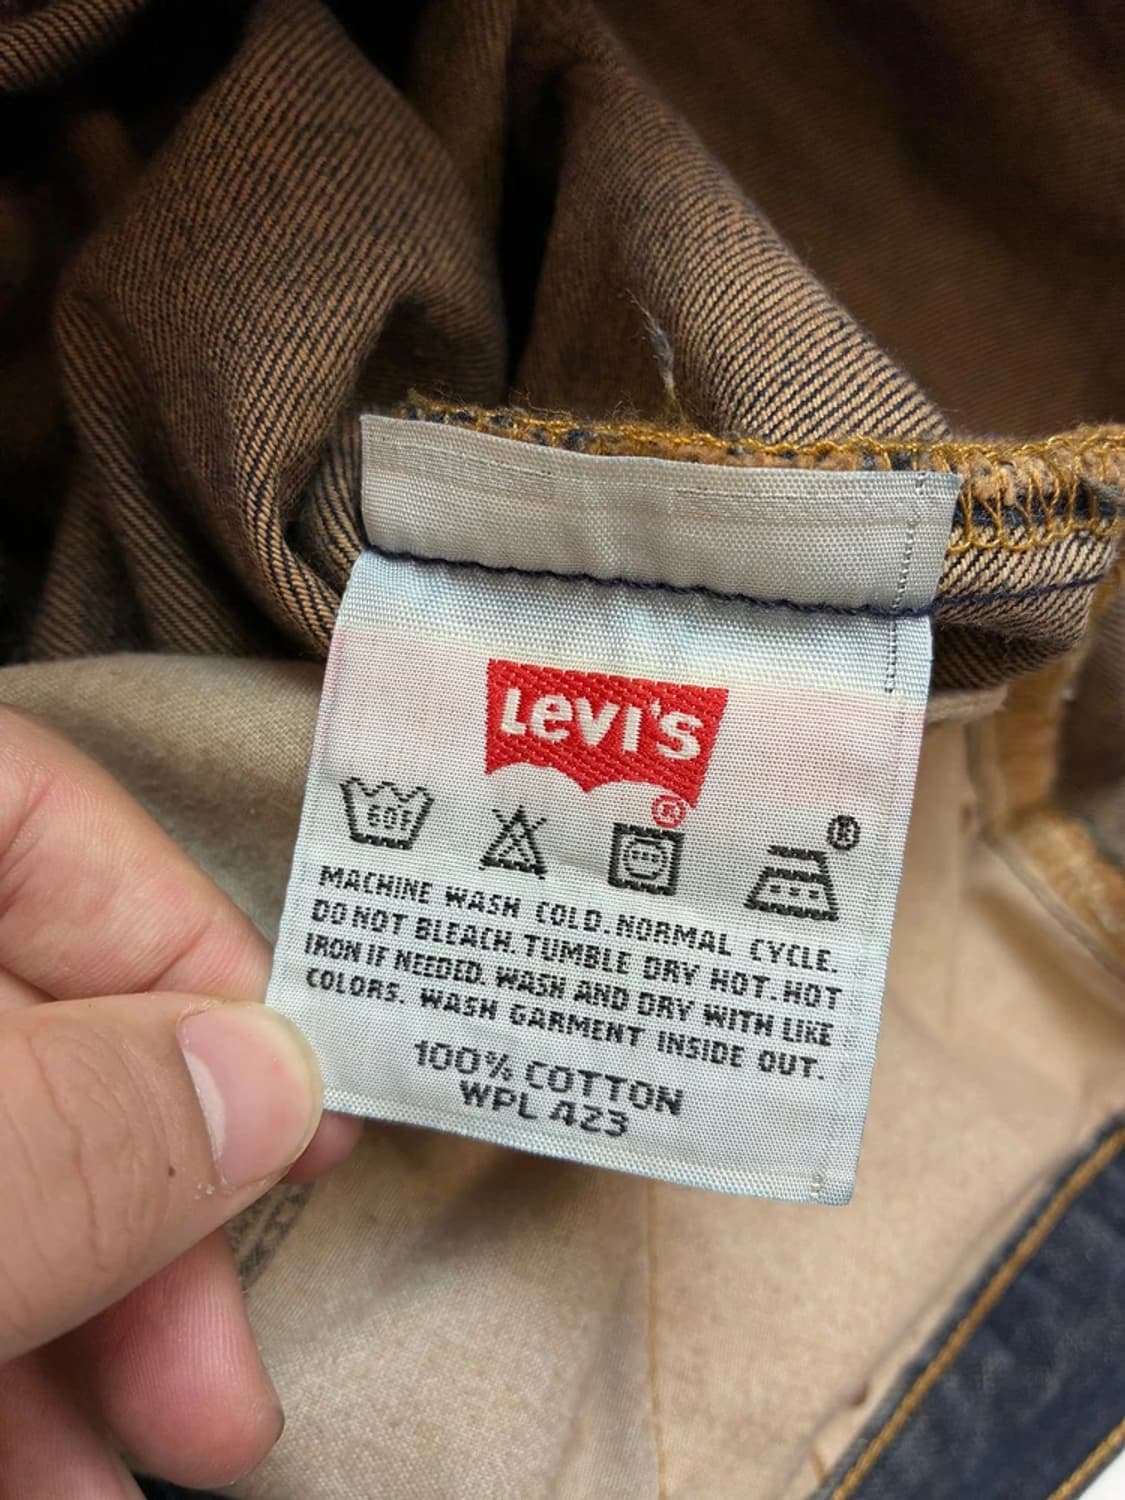 LEVI'S
®
60F
®
MACHINE WASH COLD. NORMAL CYCLE.
DO NOT BLEACH. TUMBLE DRY HOT. HOT
IRON IF NEEDED. WASH AND DRY WITH LIKE
COLORS. WASH GARMENT INSIDE OUT.
100% COTTON
WPL 423